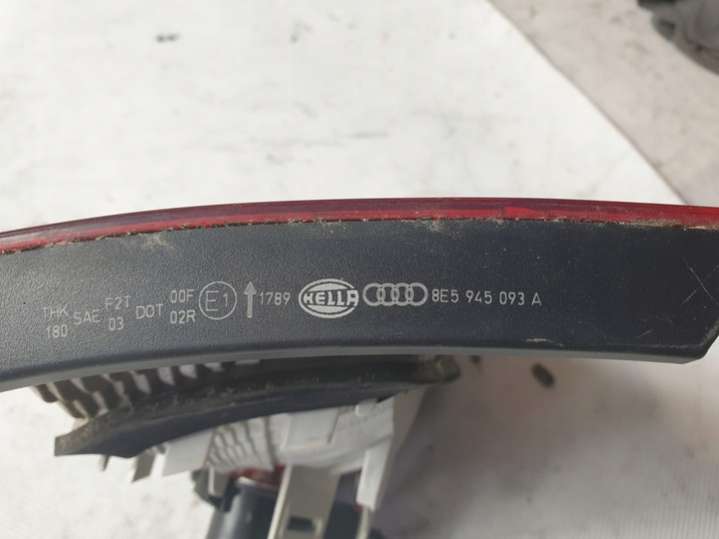 THK SAE F2T DOT 00F E1 1789 HELLA 8E5 945 093 A
180 03 02R